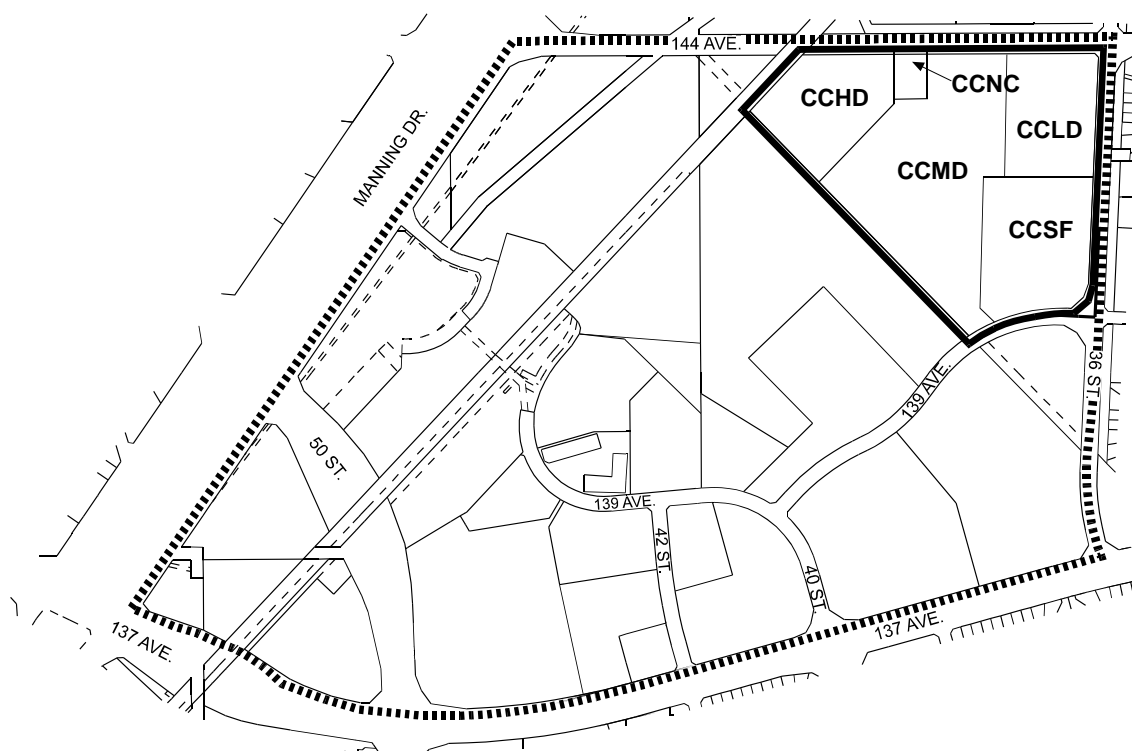 144 AVE.
CCHD
CCNC
MANNING DR.
CCLD
CCMD
CCSF
36 ST.
139 AVE.
50 ST.
139 AVE.
42 ST.
40 ST.
137 AVE.
137 AVE.